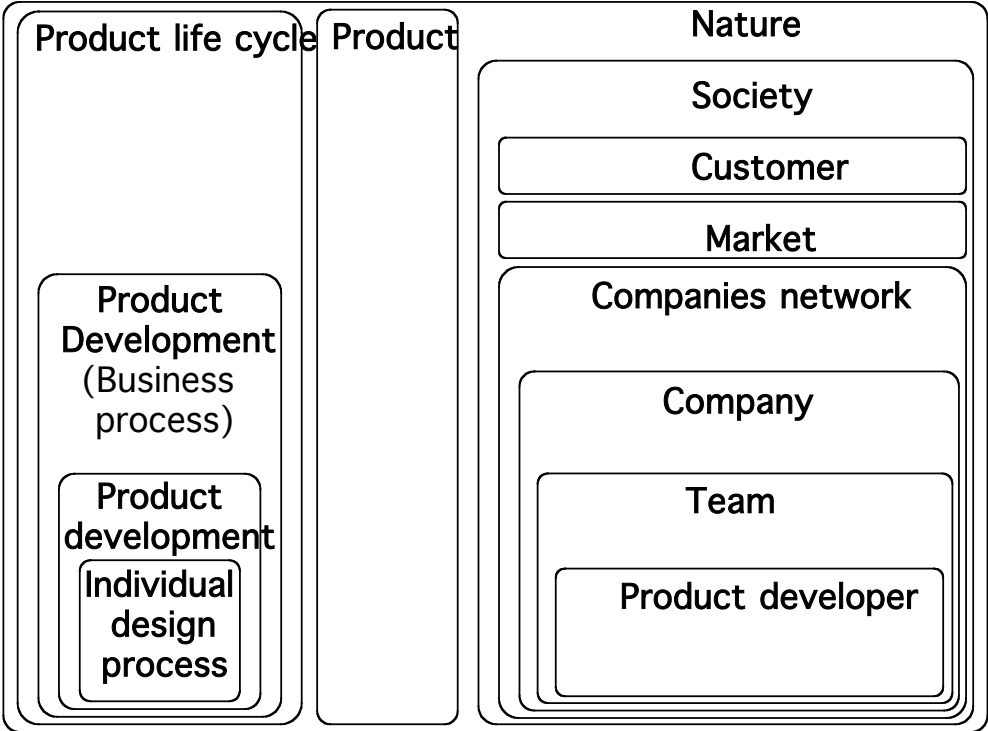 Product life cycle
Product
Development
(Business
process)
Product
development
Individual
design
process
Product
Nature
Society
Customer
Market
Companies network
Company
Team
Product developer